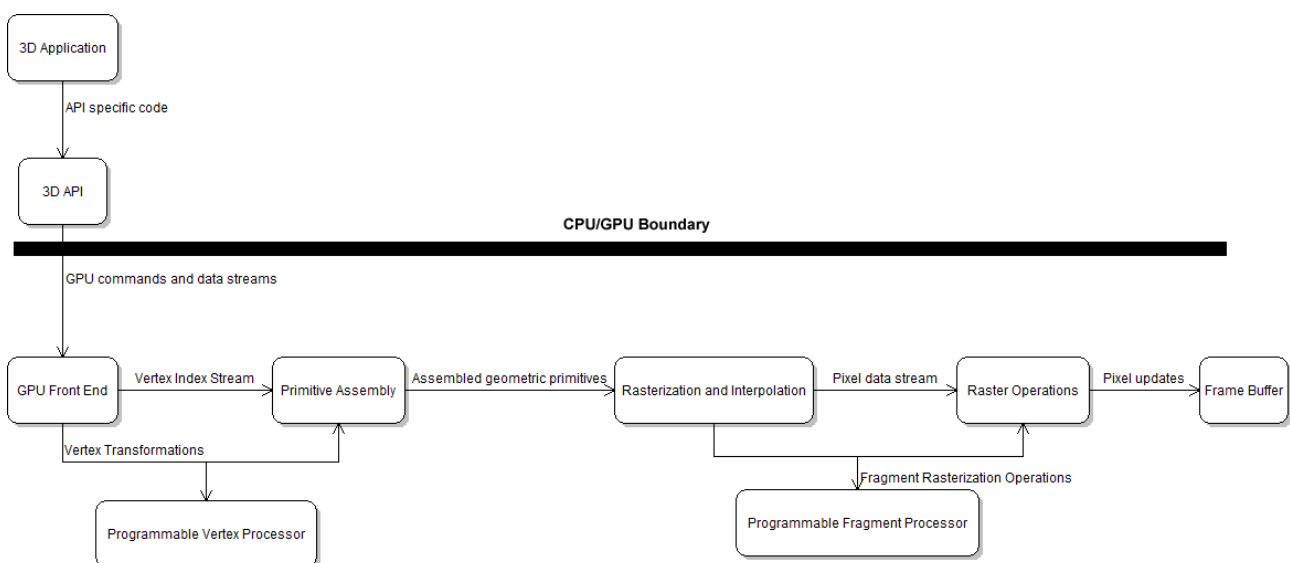 3D Application
API specific code
3D API
CPU/GPU Boundary
GPU commands and data streams
GPU Front End
Vertex Index Stream
Primitive Assembly
Assembled geometric primitives
Rasterization and Interpolation
Pixel data stream
Raster Operations
Pixel updates
Frame Buffer
Vertex Transformations
Fragment Rasterization Operations
Programmable Vertex Processor
Programmable Fragment Processor